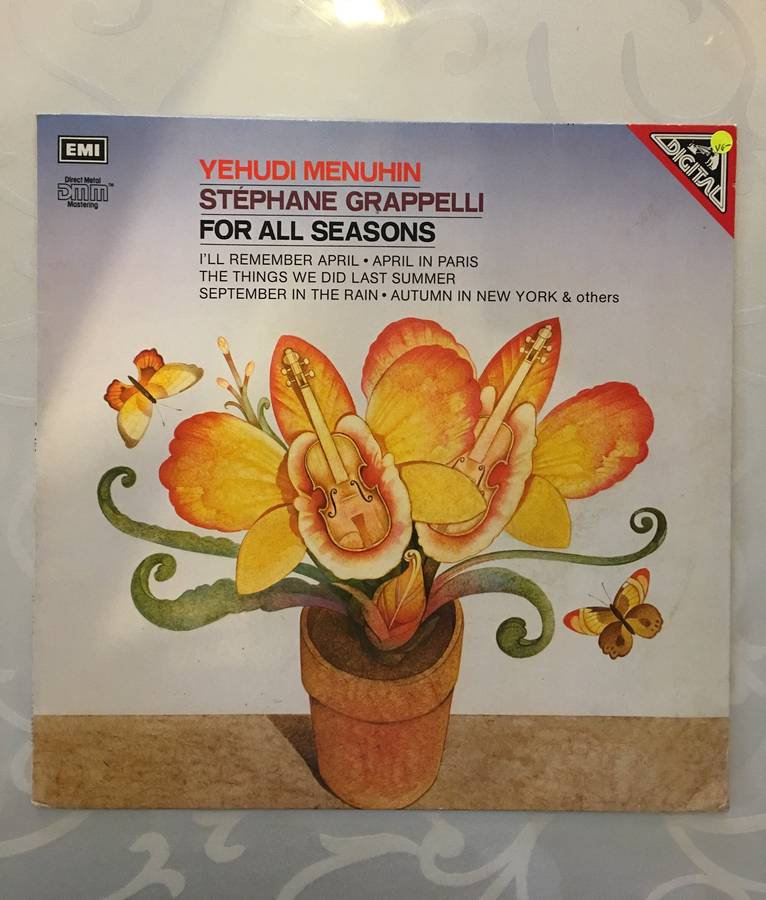 EMI
Direct Metal
DMM™
Mastering
YEHUDI MENUHIN
STÉPHANE GRAPPELLI
FOR ALL SEASONS
I'LL REMEMBER APRIL • APRIL IN PARIS
THE THINGS WE DID LAST SUMMER
SEPTEMBER IN THE RAIN • AUTUMN IN NEW YORK & others
DIGITAL